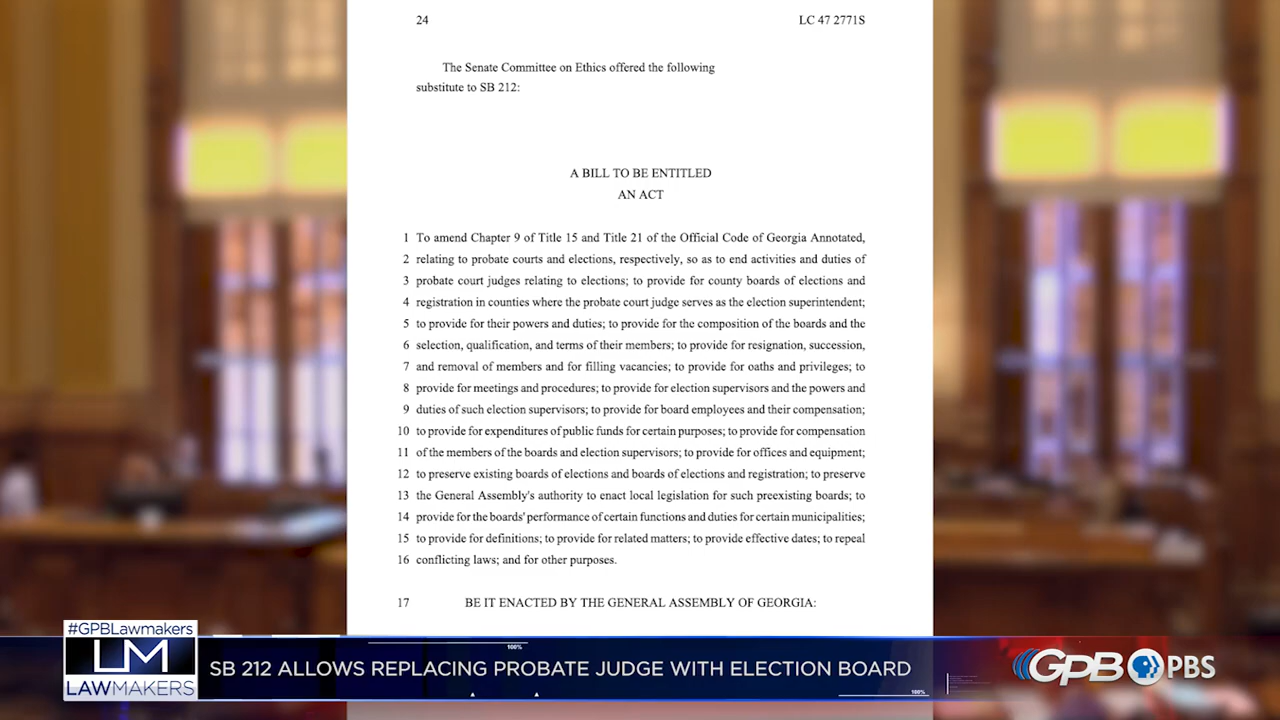 24 LC 47 2771S
The Senate Committee on Ethics offered the following
substitute to SB 212:
A BILL TO BE ENTITLED
AN ACT
1 To amend Chapter 9 of Title 15 and Title 21 of the Official Code of Georgia Annotated,
2 relating to probate courts and elections, respectively, so as to end activities and duties of
3 probate court judges relating to elections; to provide for county boards of elections and
4 registration in counties where the probate court judge serves as the election superintendent;
5 to provide for their powers and duties; to provide for the composition of the boards and the
6 selection, qualification, and terms of their members; to provide for resignation, succession,
7 and removal of members and for filling vacancies; to provide for oaths and privileges; to
8 provide for meetings and procedures; to provide for election supervisors and the powers and
9 duties of such election supervisors; to provide for board employees and their compensation;
10 to provide for expenditures of public funds for certain purposes; to provide for compensation
11 of the members of the boards and election supervisors; to provide for offices and equipment;
12 to preserve existing boards of elections and boards of elections and registration; to preserve
13 the General Assembly's authority to enact local legislation for such preexisting boards; to
14 provide for the boards' performance of certain functions and duties for certain municipalities;
15 to provide for definitions; to provide for related matters; to provide effective dates; to repeal
16 conflicting laws; and for other purposes.
17 BE IT ENACTED BY THE GENERAL ASSEMBLY OF GEORGIA:
#GPBLawmakers
LM
LAWMAKERS
100%
SB 212 ALLOWS REPLACING PROBATE JUDGE WITH ELECTION BOARD
100%
GPB PBS